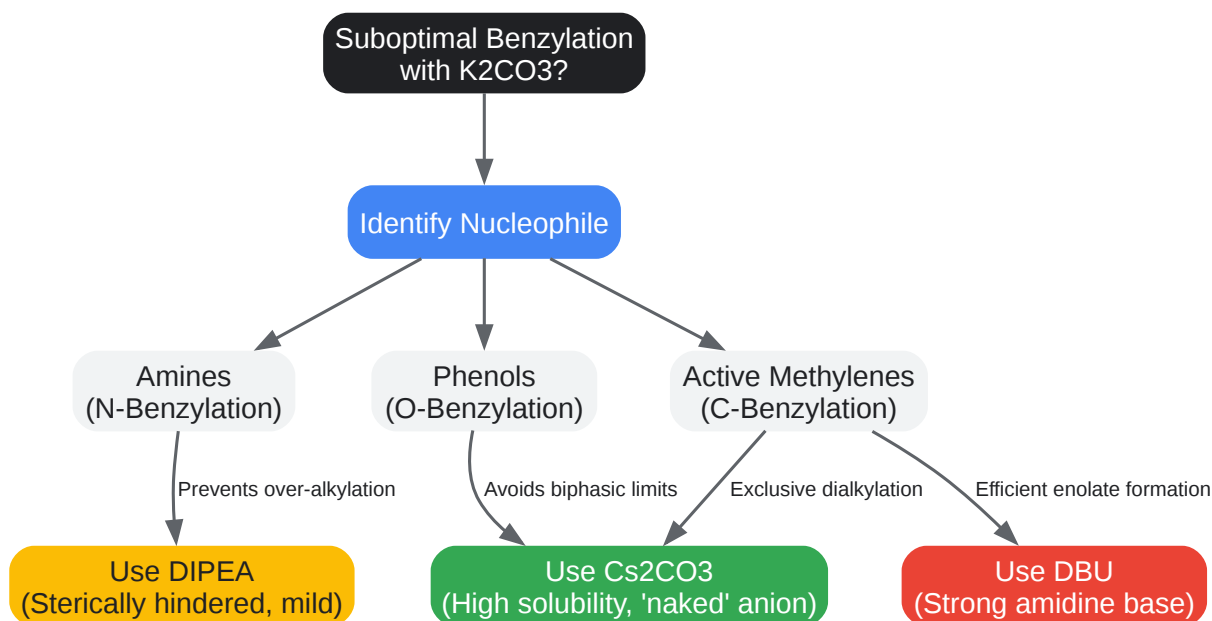 Suboptimal Benzylation
with K2CO3?
Identify Nucleophile
Amines
(N-Benzylation)
Phenols
(O-Benzylation)
Active Methylenes
(C-Benzylation)
Prevents over-alkylation
Avoids biphasic limits
Exclusive dialkylation
Efficient enolate formation
Use DIPEA
(Sterically hindered, mild)
Use Cs2CO3
(High solubility, 'naked' anion)
Use DBU
(Strong amidine base)